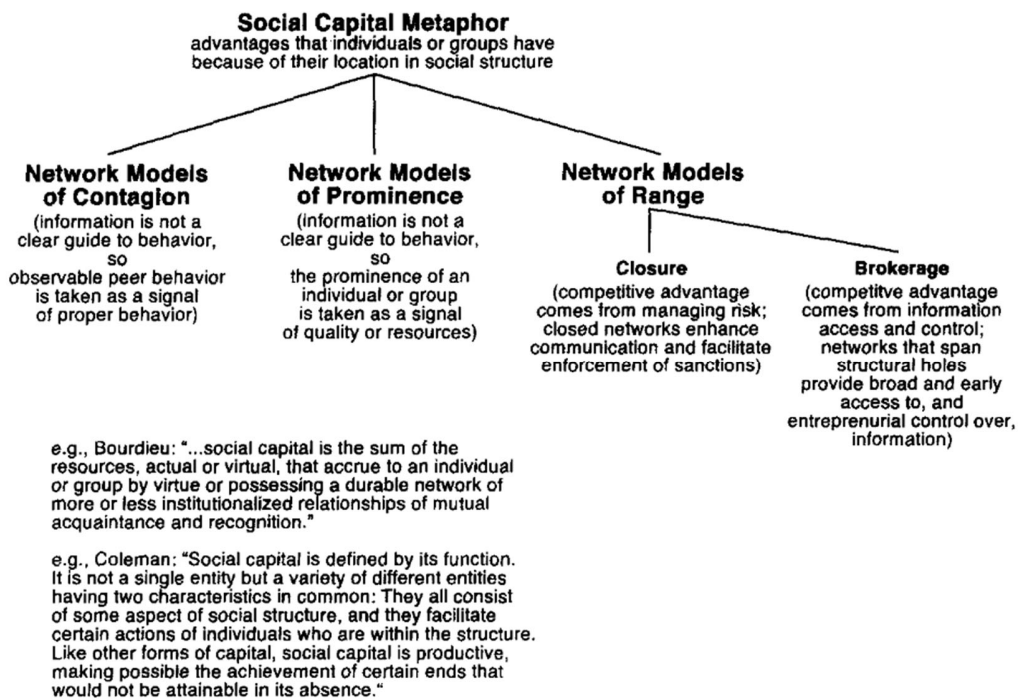 Social Capital Metaphor
advantages that individuals or groups have
because of their location in social structure
Network Models
of Contagion
(information is not a
clear guide to behavior,
so
observable peer behavior
is taken as a signal
of proper behavior)
Network Models
of Prominence
(information is not a
clear guide to behavior,
so
the prominence of an
individual or group
is taken as a signal
of quality or resources)
Network Models
of Range
Closure
(competitive advantage
comes from managing risk;
closed networks enhance
communication and facilitate
enforcement of sanctions)
Brokerage
(competitve advantage
comes from information
access and control;
networks that span
structural holes
provide broad and early
access to, and
entreprenurial control over,
information)
e.g., Bourdieu: "...social capital is the sum of the
resources, actual or virtual, that accrue to an individual
or group by virtue or possessing a durable network of
more or less institutionalized relationships of mutual
acquaintance and recognition."
e.g., Coleman: "Social capital is defined by its function.
It is not a single entity but a variety of different entities
having two characteristics in common: They all consist
of some aspect of social structure, and they facilitate
certain actions of individuals who are within the structure.
Like other forms of capital, social capital is productive,
making possible the achievement of certain ends that
would not be attainable in its absence."